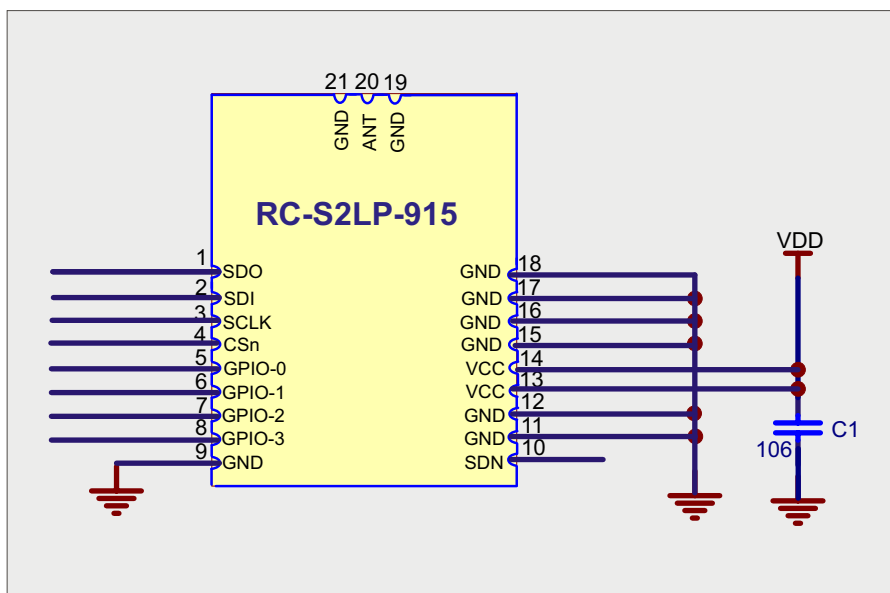 21 20 19
GND ANT GND
RC-S2LP-915
VDD
1 SDO
2 SDI
3 SCLK
4 CSn
5 GPIO-0
6 GPIO-1
7 GPIO-2
8 GPIO-3
9 GND
GND 18
GND 17
GND 16
GND 15
VCC 14
VCC 13
GND 12
GND 11
SDN 10
C1
106